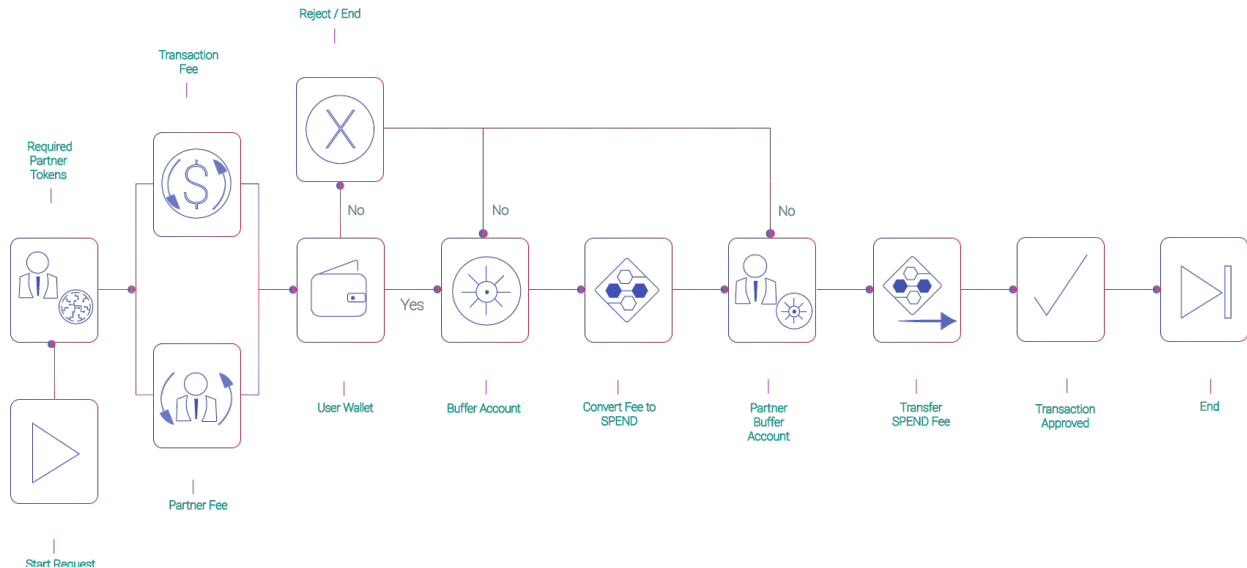 Reject / End
Transaction
Fee
Required
Partner
Tokens
X
$
No
No
No
Yes
User Wallet
Buffer Account
Convert Fee to
SPEND
Partner
Buffer
Account
Transfer
SPEND Fee
Transaction
Approved
End
Partner Fee
Start Request